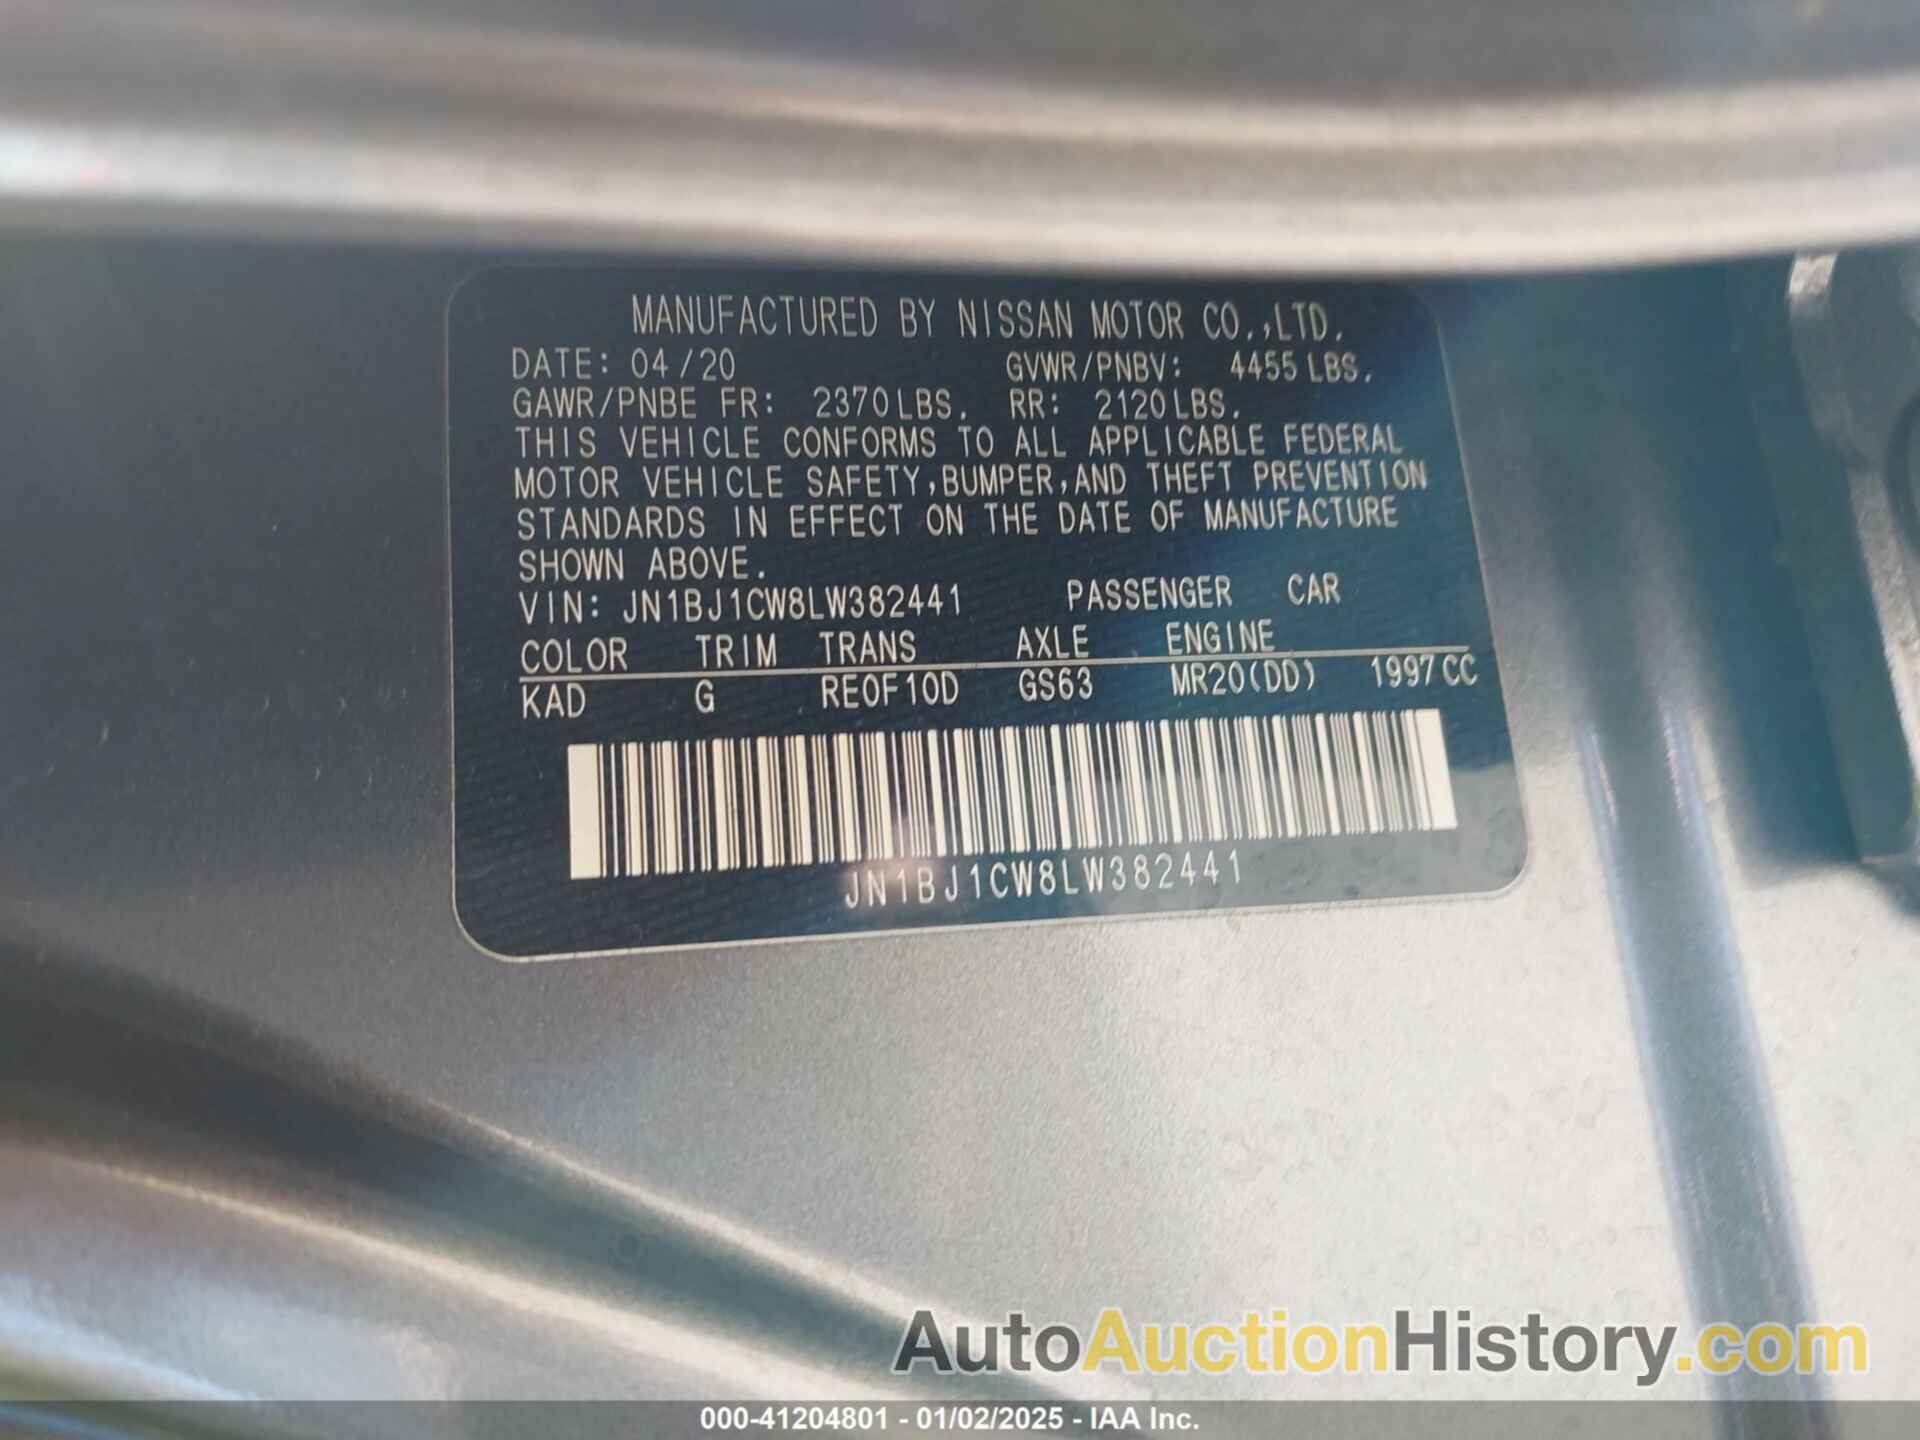 MANUFACTURED BY NISSAN MOTOR CO.,LTD.
DATE: 04/20 GVWR/PNBV: 4455 LBS.
GAWR/PNBE FR: 2370 LBS. RR: 2120 LBS.
THIS VEHICLE CONFORMS TO ALL APPLICABLE FEDERAL
MOTOR VEHICLE SAFETY,BUMPER,AND THEFT PREVENTION
STANDARDS IN EFFECT ON THE DATE OF MANUFACTURE
SHOWN ABOVE.
VIN: JN1BJ1CW8LW382441 PASSENGER CAR
COLOR TRIM TRANS AXLE ENGINE
KAD G RE0F10D GS63 MR20(DD) 1997 CC
JN1BJ1CW8LW382441
AutoAuctionHistory.com
000-41204801 - 01/02/2025 - IAA Inc.